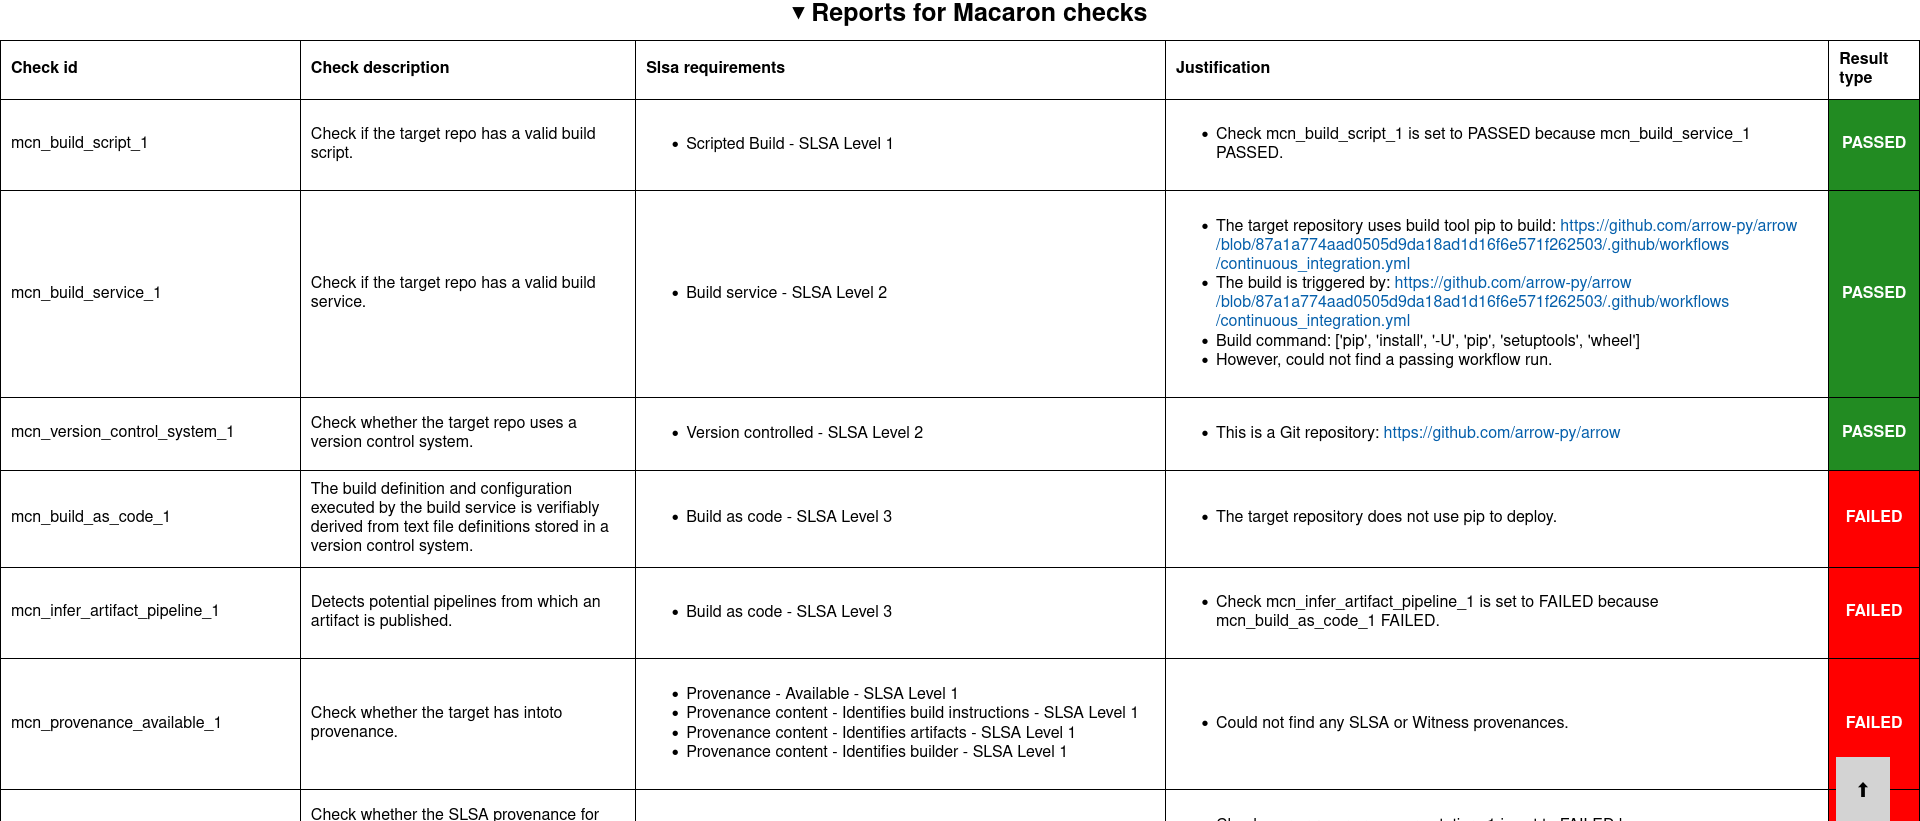 ▼ Reports for Macaron checks
Check id
Check description
Slsa requirements
Justification
Result
type
mcn_build_script_1
Check if the target repo has a valid build
script.
• Scripted Build - SLSA Level 1
• Check mcn_build_script_1 is set to PASSED because mcn_build_service_1
PASSED.
PASSED
mcn_build_service_1
Check if the target repo has a valid build
service.
• Build service - SLSA Level 2
• The target repository uses build tool pip to build: https://github.com/arrow-py/arrow
/blob/87a1a774aad0505d9da18ad1d16f6e571f262503/.github/workflows
/continuous_integration.yml
• The build is triggered by: https://github.com/arrow-py/arrow
/blob/87a1a774aad0505d9da18ad1d16f6e571f262503/.github/workflows
/continuous_integration.yml
• Build command: ['pip', 'install', '-U', 'pip', 'setuptools', 'wheel']
• However, could not find a passing workflow run.
PASSED
mcn_version_control_system_1
Check whether the target repo uses a
version control system.
• Version controlled - SLSA Level 2
• This is a Git repository: https://github.com/arrow-py/arrow
PASSED
mcn_build_as_code_1
The build definition and configuration
executed by the build service is verifiably
derived from text file definitions stored in a
version control system.
• Build as code - SLSA Level 3
• The target repository does not use pip to deploy.
FAILED
mcn_infer_artifact_pipeline_1
Detects potential pipelines from which an
artifact is published.
• Build as code - SLSA Level 3
• Check mcn_infer_artifact_pipeline_1 is set to FAILED because
mcn_build_as_code_1 FAILED.
FAILED
mcn_provenance_available_1
Check whether the target has intoto
provenance.
• Provenance - Available - SLSA Level 1
• Provenance content - Identifies build instructions - SLSA Level 1
• Provenance content - Identifies artifacts - SLSA Level 1
• Provenance content - Identifies builder - SLSA Level 1
• Could not find any SLSA or Witness provenances.
FAILED
⬆
Check whether the SLSA provenance for